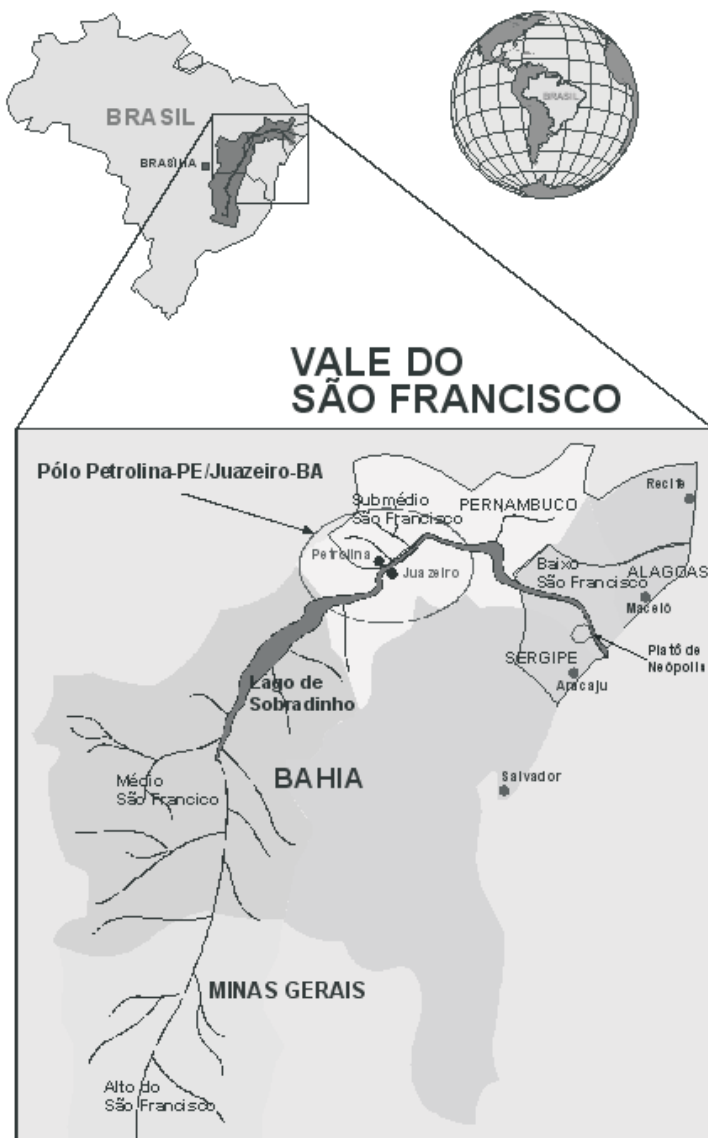 BRASIL
BRASÍLIA
BRASIL
VALE DO
SÃO FRANCISCO
Pólo Petrolina-PE/Juazeiro-BA
Submédio
São Francisco
PERNAMBUCO
Recife
Petrolina
Juazeiro
Baixo
São Francisco
ALAGOAS
Maceló
Platô de
Neópolis
SERGIPE
Aracaju
Lago de
Sobradinho
BAHIA
Salvador
Médio
São Francico
MINAS GERAIS
Alto do
São Francisco